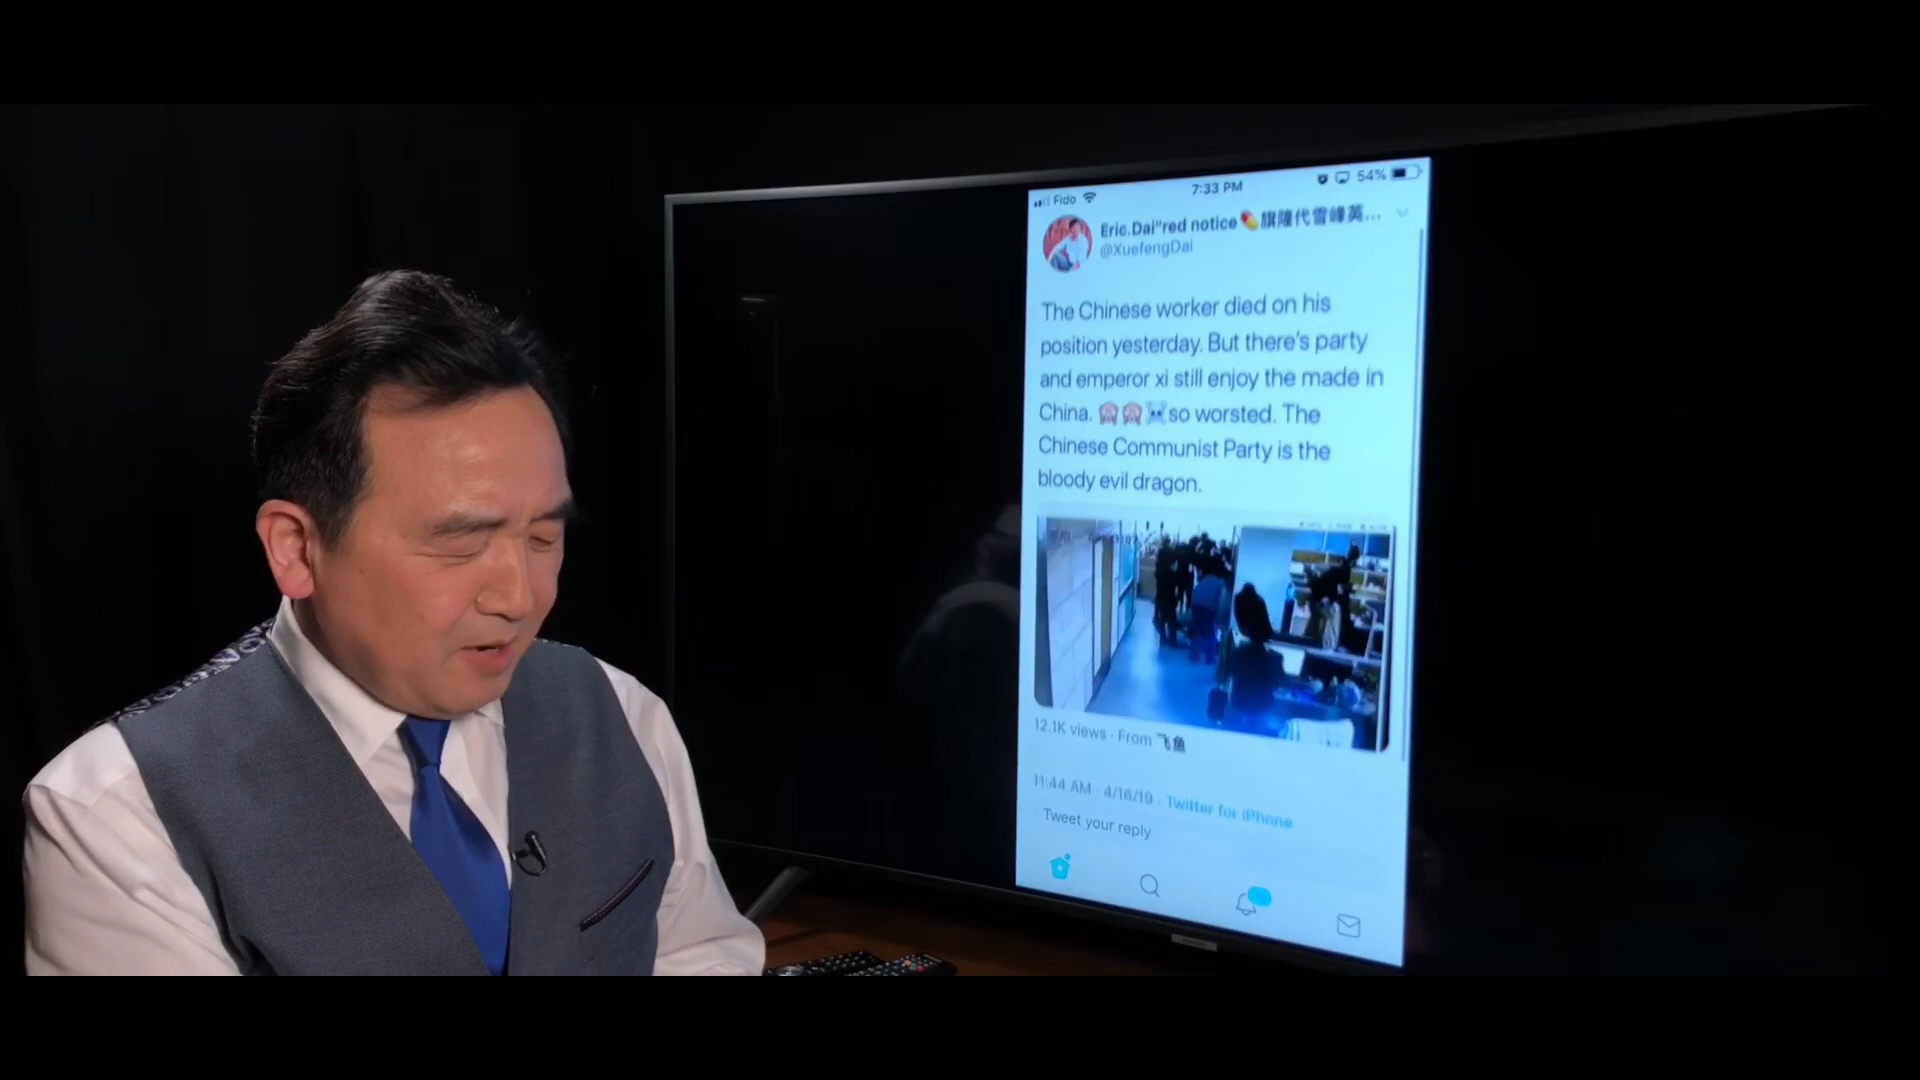 Fido 7:33 PM 54%
Eric.Dai"red notice 💊旗隆代雪峰英...
@XuefengDai
The Chinese worker died on his
position yesterday. But there's party
and emperor xi still enjoy the made in
China. 🙈🙈☠️so worsted. The
Chinese Communist Party is the
bloody evil dragon.
12.1K views · From 飞鱼
11:44 AM · 4/16/19 · Twitter for iPhone
Tweet your reply